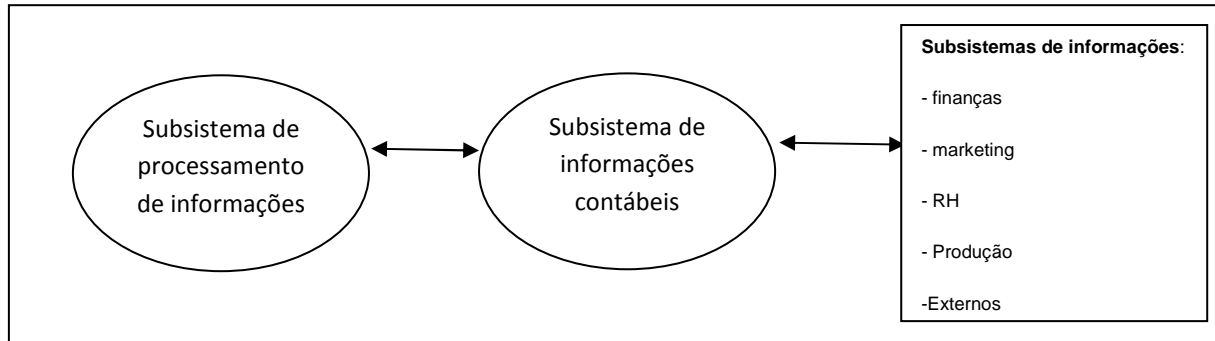 Subsistema de
processamento
de informações
Subsistema de
informações
contábeis
Subsistemas de informações:
- finanças
- marketing
- RH
- Produção
-Externos